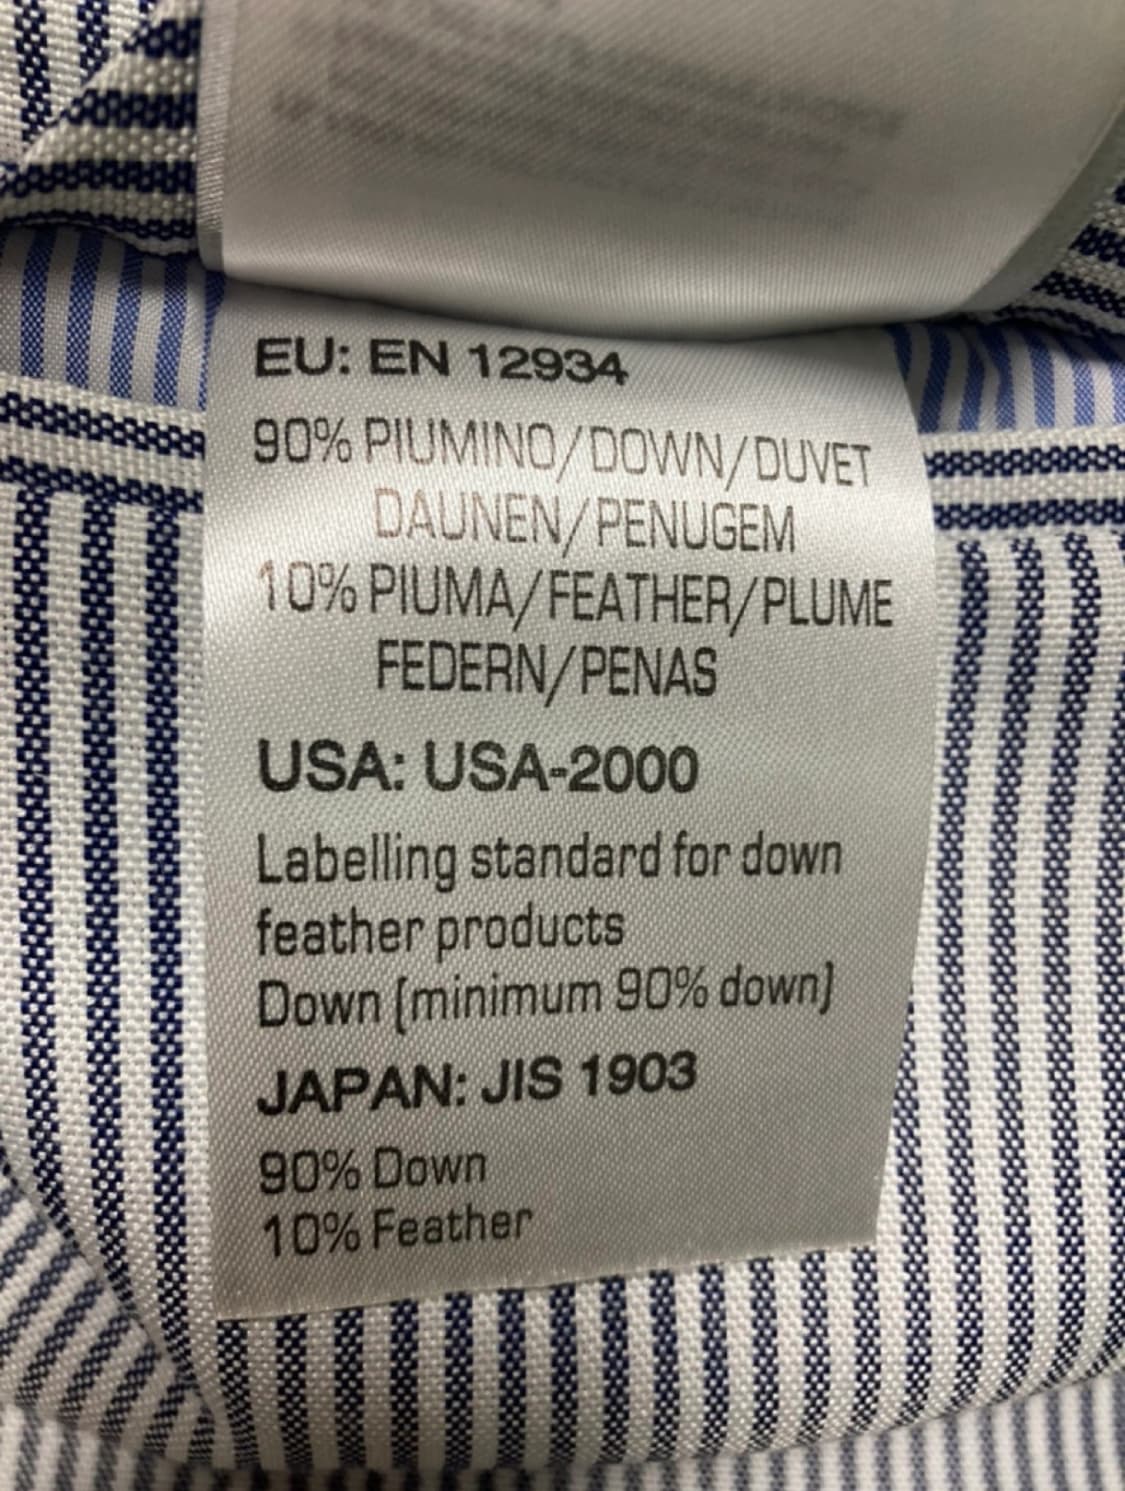 EU: EN 12934
90% PIUMINO/DOWN/DUVET
DAUNEN/PENUGEM
10% PIUMA/FEATHER/PLUME
FEDERN/PENAS
USA: USA-2000
Labelling standard for down
feather products
Down (minimum 90% down)
JAPAN: JIS 1903
90% Down
10% Feather